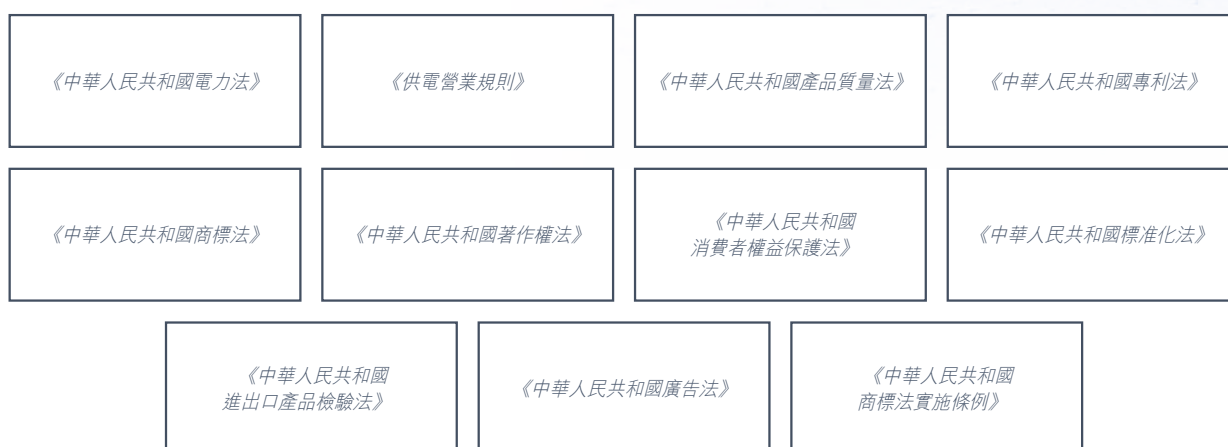 《中華人民共和國電力法》
《供電營業規則》
《中華人民共和國產品質量法》
《中華人民共和國專利法》
《中華人民共和國商標法》
《中華人民共和國著作權法》
《中華人民共和國
消費者權益保護法》
《中華人民共和國標准化法》
《中華人民共和國
進出口產品檢驗法》
《中華人民共和國廣告法》
《中華人民共和國
商標法實施條例》